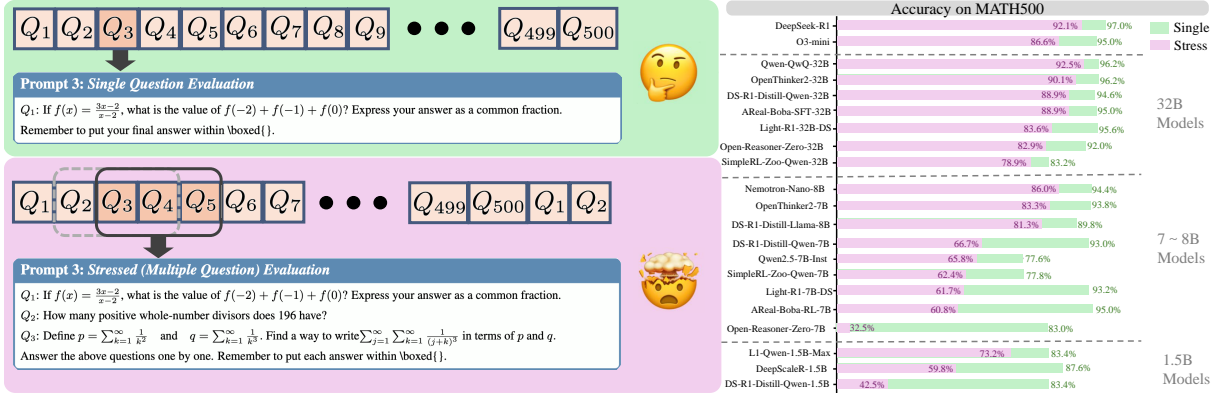 Q1 Q2 Q3 Q4 Q5 Q6 Q7 Q8 Q9 ● ● ● Q499 Q500
Prompt 3: Single Question Evaluation
Q1: If f(x) = (3x−2)/(x−2), what is the value of f(−2) + f(−1) + f(0)? Express your answer as a common fraction.
Remember to put your final answer within \boxed{}.
Q1 Q2 Q3 Q4 Q5 Q6 Q7 ● ● ● Q499 Q500 Q1 Q2
Prompt 3: Stressed (Multiple Question) Evaluation
Q1: If f(x) = (3x−2)/(x−2), what is the value of f(−2) + f(−1) + f(0)? Express your answer as a common fraction.
Q2: How many positive whole-number divisors does 196 have?
Q3: Define p = ∑_{k=1}^{∞} 1/k² and q = ∑_{k=1}^{∞} 1/k³. Find a way to write ∑_{j=1}^{∞} ∑_{k=1}^{∞} 1/(j+k)³ in terms of p and q.
Answer the above questions one by one. Remember to put each answer within \boxed{}.
Accuracy on MATH500
Single
Stress
DeepSeek-R1 92.1% 97.0%
O3-mini 86.6% 95.0%
Qwen-QwQ-32B 92.5% 96.2%
OpenThinker2-32B 90.1% 96.2%
DS-R1-Distill-Qwen-32B 88.9% 94.6%
AReal-Boba-SFT-32B 88.9% 95.0%
Light-R1-32B-DS 83.6% 95.6%
Open-Reasoner-Zero-32B 82.9% 92.0%
SimpleRL-Zoo-Qwen-32B 78.9% 83.2%
32B
Models
Nemotron-Nano-8B 86.0% 94.4%
OpenThinker2-7B 83.3% 93.8%
DS-R1-Distill-Llama-8B 81.3% 89.8%
DS-R1-Distill-Qwen-7B 66.7% 93.0%
Qwen2.5-7B-Inst 65.8% 77.6%
SimpleRL-Zoo-Qwen-7B 62.4% 77.8%
Light-R1-7B-DS 61.7% 93.2%
AReal-Boba-RL-7B 60.8% 95.0%
Open-Reasoner-Zero-7B 32.5% 83.0%
7 ~ 8B
Models
L1-Qwen-1.5B-Max 73.2% 83.4%
DeepScaleR-1.5B 59.8% 87.6%
DS-R1-Distill-Qwen-1.5B 42.5% 83.4%
1.5B
Models